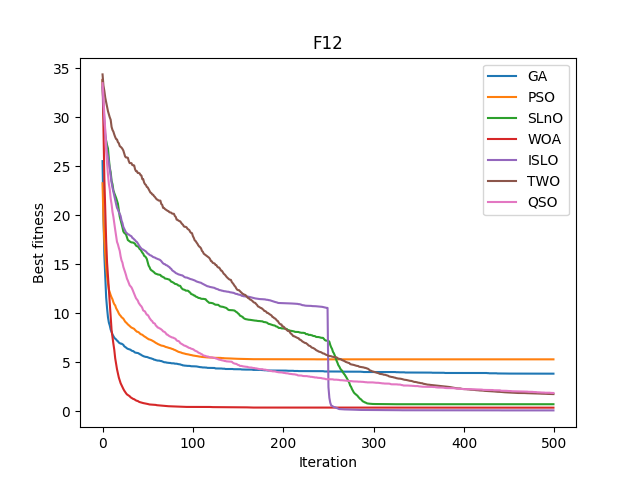 F12
35
30
25
20
15
10
5
0
Best fitness
0
100
200
300
400
500
Iteration
GA
PSO
SLnO
WOA
ISLO
TWO
QSO